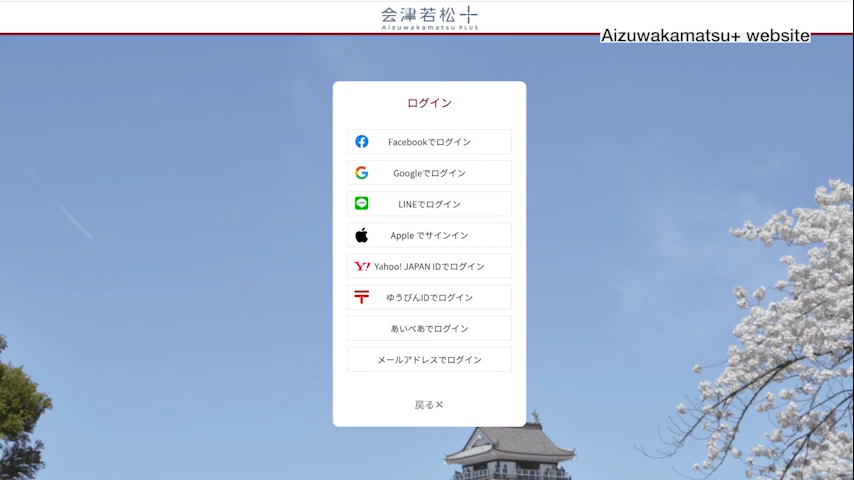 会津若松+
Aizuwakamatsu PLUS
Aizuwakamatsu+ website
ログイン
Facebookでログイン
Googleでログイン
LINEでログイン
Apple でサインイン
Yahoo! JAPAN IDでログイン
ゆうびんIDでログイン
あいべあでログイン
メールアドレスでログイン
戻る✕